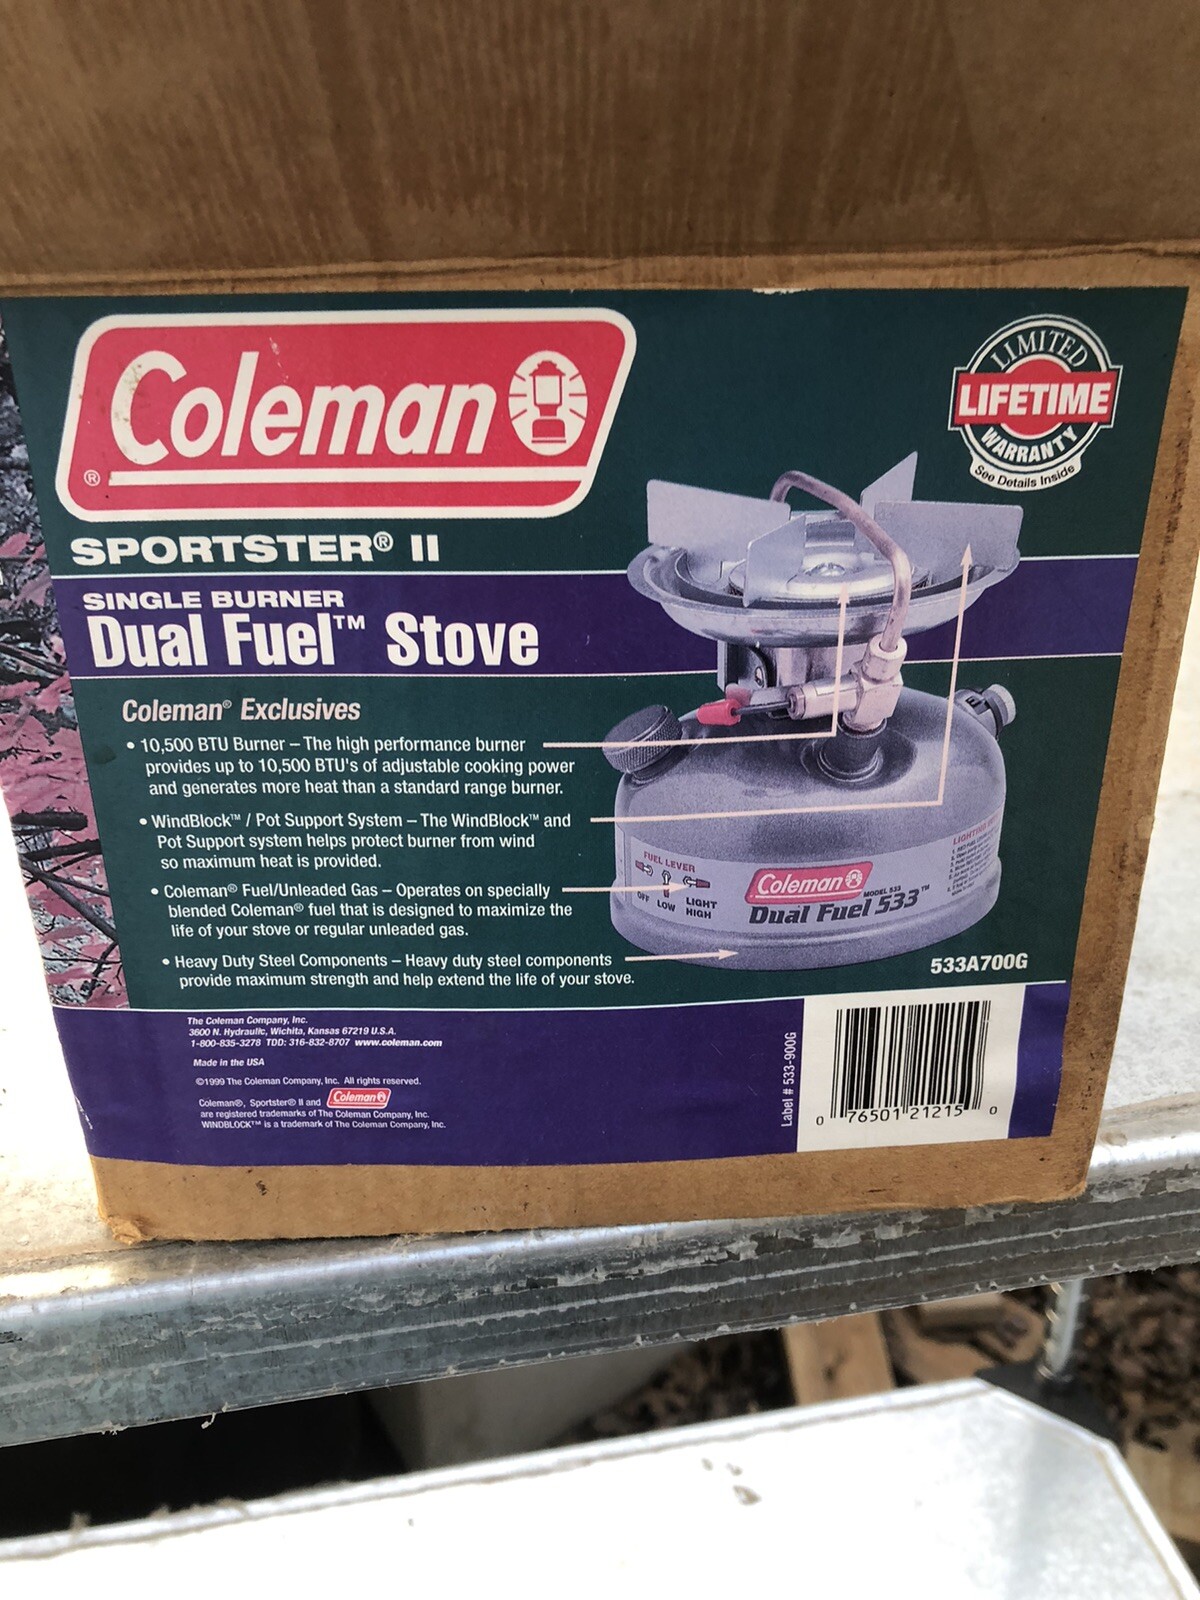 Coleman
®
LIMITED
LIFETIME
WARRANTY
See Details Inside
SPORTSTER® II
SINGLE BURNER
Dual Fuel™ Stove
Coleman® Exclusives
• 10,500 BTU Burner – The high performance burner
provides up to 10,500 BTU's of adjustable cooking power
and generates more heat than a standard range burner.
• WindBlock™ / Pot Support System – The WindBlock™ and
Pot Support system helps protect burner from wind
so maximum heat is provided.
• Coleman® Fuel/Unleaded Gas – Operates on specially
blended Coleman® fuel that is designed to maximize the
life of your stove or regular unleaded gas.
• Heavy Duty Steel Components – Heavy duty steel components
provide maximum strength and help extend the life of your stove.
FUEL LEVER
OFF LOW LIGHT
HIGH
Coleman
MODEL 533
Dual Fuel 533™
LIGHTING
533A700G
The Coleman Company, Inc.
3600 N. Hydraulic, Wichita, Kansas 67219 U.S.A.
1-800-835-3278 TDD: 316-832-8707 www.coleman.com
Made in the USA
©1999 The Coleman Company, Inc. All rights reserved.
Coleman®, Sportster® II and Coleman
are registered trademarks of The Coleman Company, Inc.
WINDBLOCK™ is a trademark of The Coleman Company, Inc.
Label # 533-900G
0 76501 21215 0